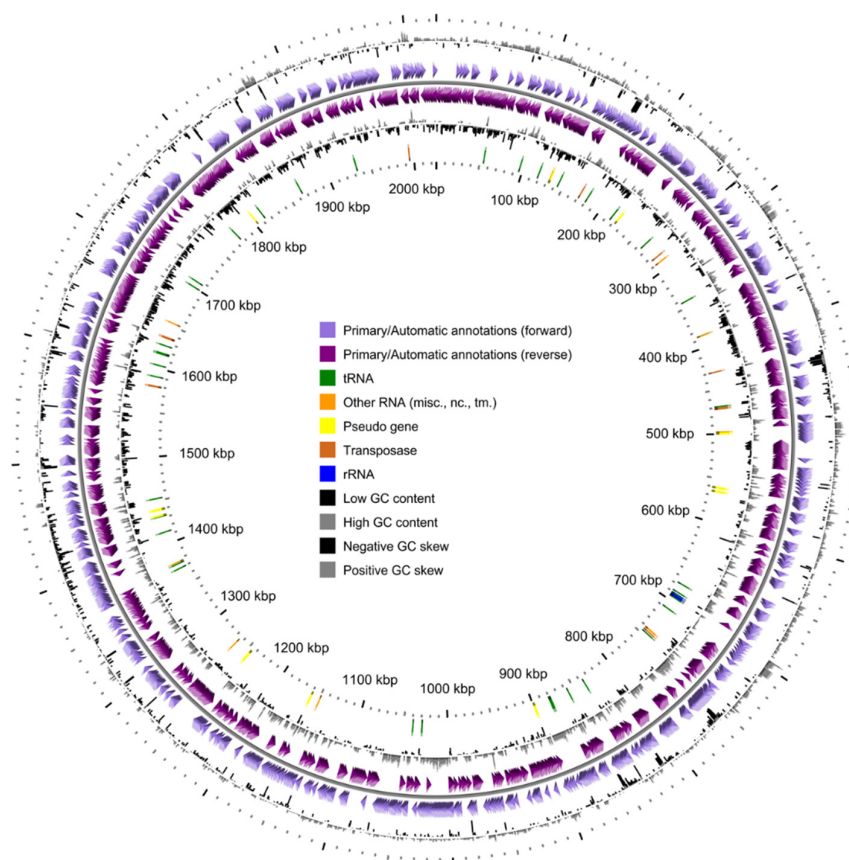 2000 kbp
100 kbp
1900 kbp
200 kbp
1800 kbp
300 kbp
1700 kbp
400 kbp
1600 kbp
500 kbp
1500 kbp
600 kbp
1400 kbp
700 kbp
1300 kbp
800 kbp
1200 kbp
900 kbp
1100 kbp
1000 kbp
Primary/Automatic annotations (forward)
Primary/Automatic annotations (reverse)
tRNA
Other RNA (misc., nc., tm.)
Pseudo gene
Transposase
rRNA
Low GC content
High GC content
Negative GC skew
Positive GC skew